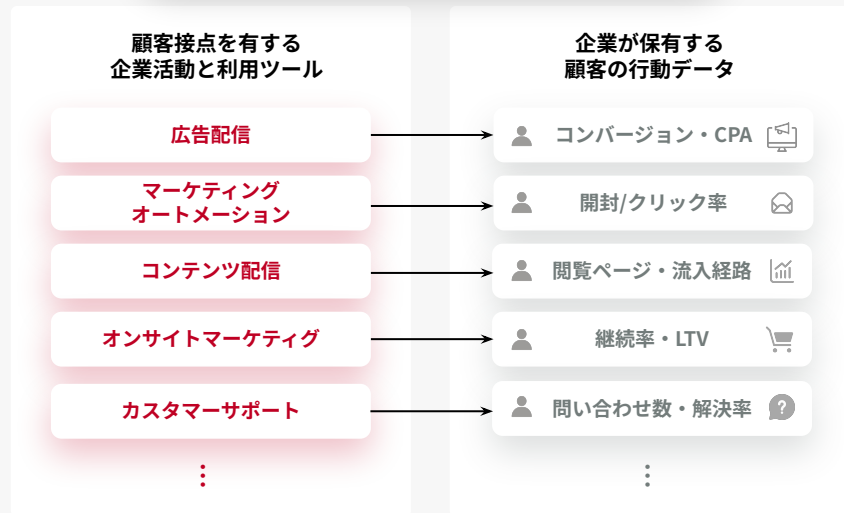 顧客接点を有する
企業活動と利用ツール
広告配信
マーケティング
オートメーション
コンテンツ配信
オンサイトマーケティグ
カスタマーサポート
企業が保有する
顧客の行動データ
コンバージョン・CPA
開封/クリック率
閲覧ページ・流入経路
継続率・LTV
問い合わせ数・解決率
?